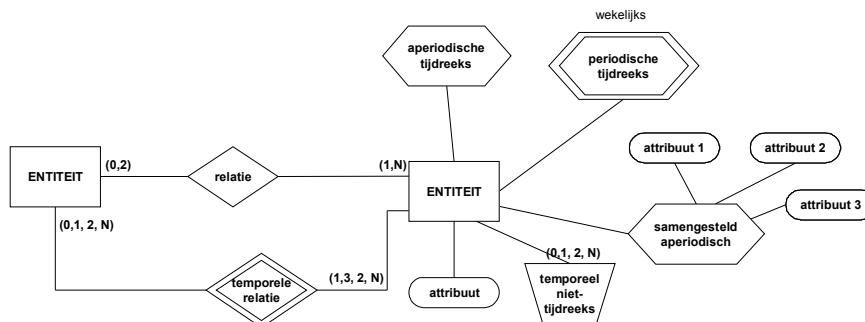 wekelijks
aperiodische
tijdreeks
periodische
tijdreeks
attribuut 1
attribuut 2
ENTITEIT
(0,2)
relatie
(1,N)
ENTITEIT
attribuut 3
(0,1, 2, N)
samengesteld
aperiodisch
(0,1, 2, N)
temporele
relatie
(1,3, 2, N)
attribuut
temporeel
niet-
tijdreeks